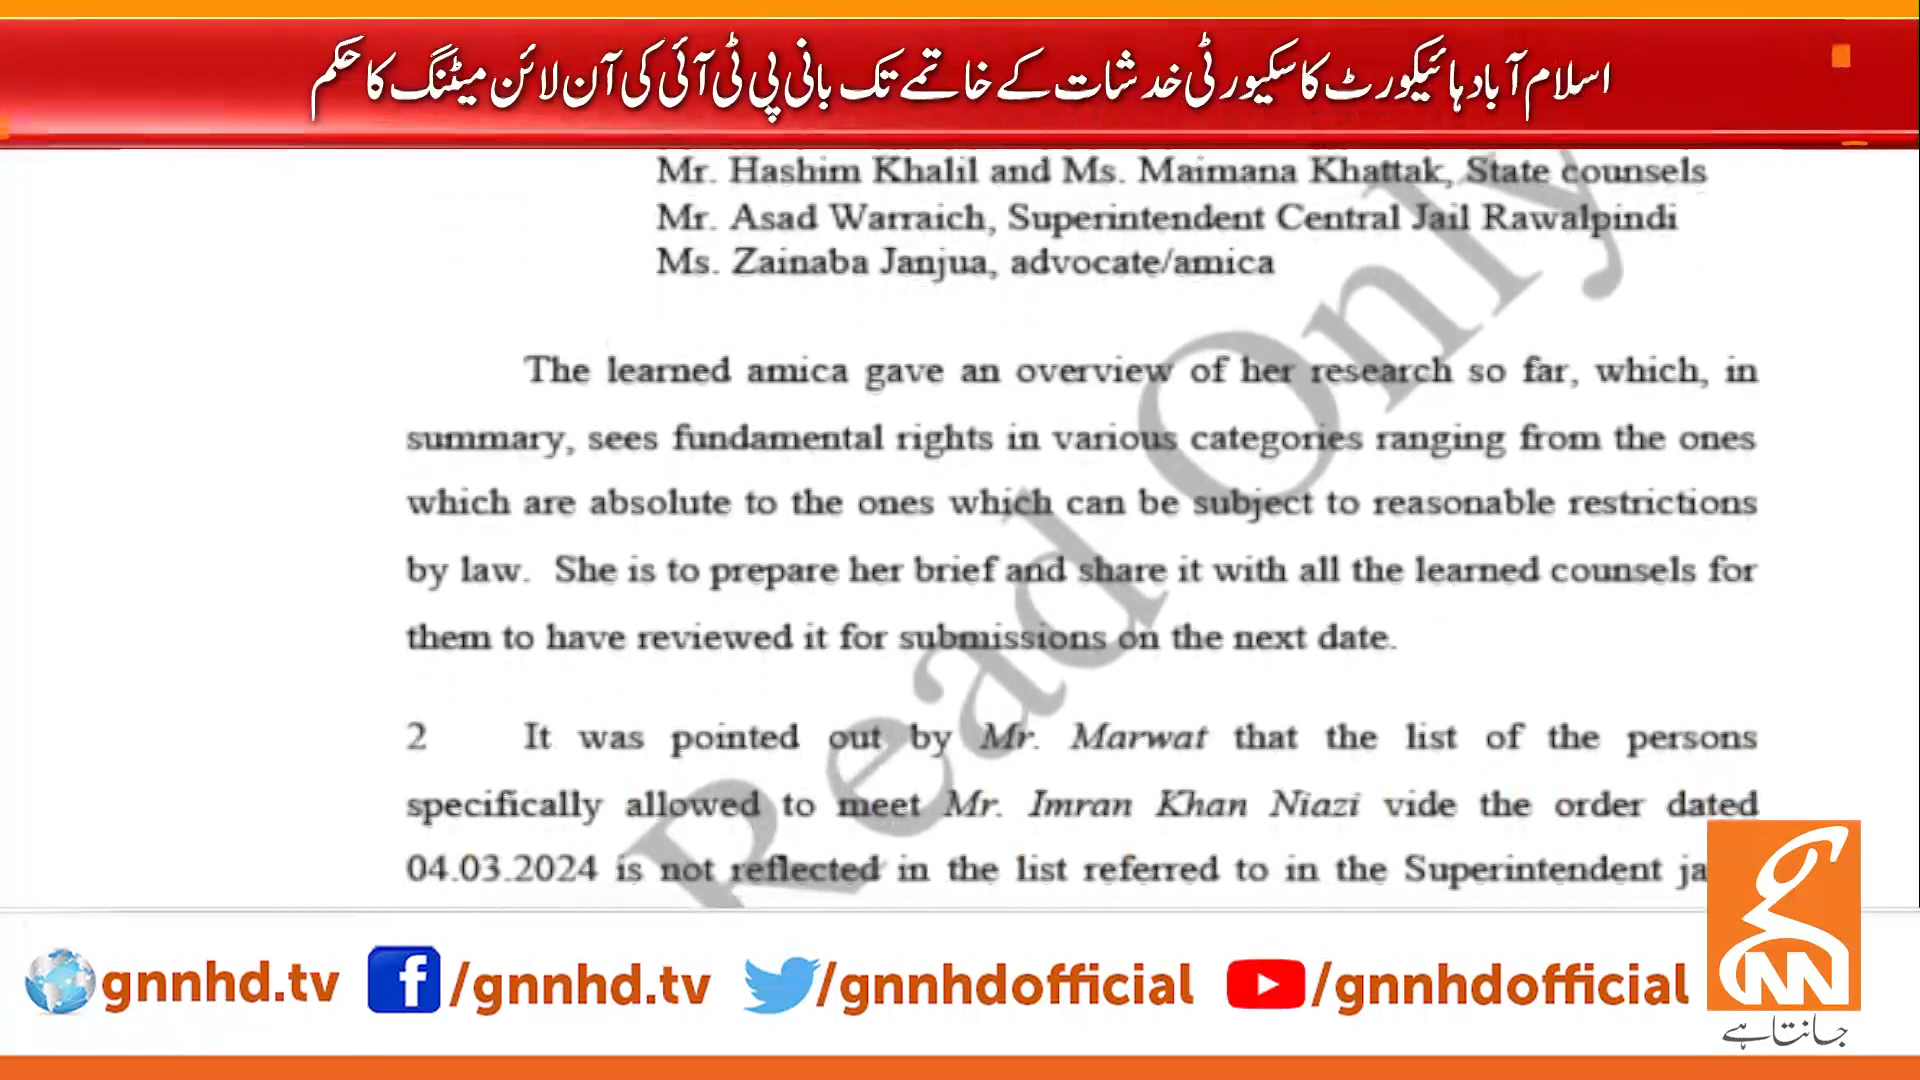 اسلام آباد ہائیکورٹ کا سکیورٹی خدشات کے خاتمے تک بانی پی ٹی آئی کی آن لائن میٹنگ کا حکم
Mr. Hashim Khalil and Ms. Maimana Khattak, State counsels
Mr. Asad Warraich, Superintendent Central Jail Rawalpindi
Ms. Zainaba Janjua, advocate/amica
The learned amica gave an overview of her research so far, which, in
summary, sees fundamental rights in various categories ranging from the ones
which are absolute to the ones which can be subject to reasonable restrictions
by law. She is to prepare her brief and share it with all the learned counsels for
them to have reviewed it for submissions on the next date.
2 It was pointed out by Mr. Marwat that the list of the persons
specifically allowed to meet Mr. Imran Khan Niazi vide the order dated
04.03.2024 is not reflected in the list referred to in the Superintendent ja
Read Only
gnnhd.tv /gnnhd.tv /gnnhdofficial /gnnhdofficial
GNN
جانتا ہے